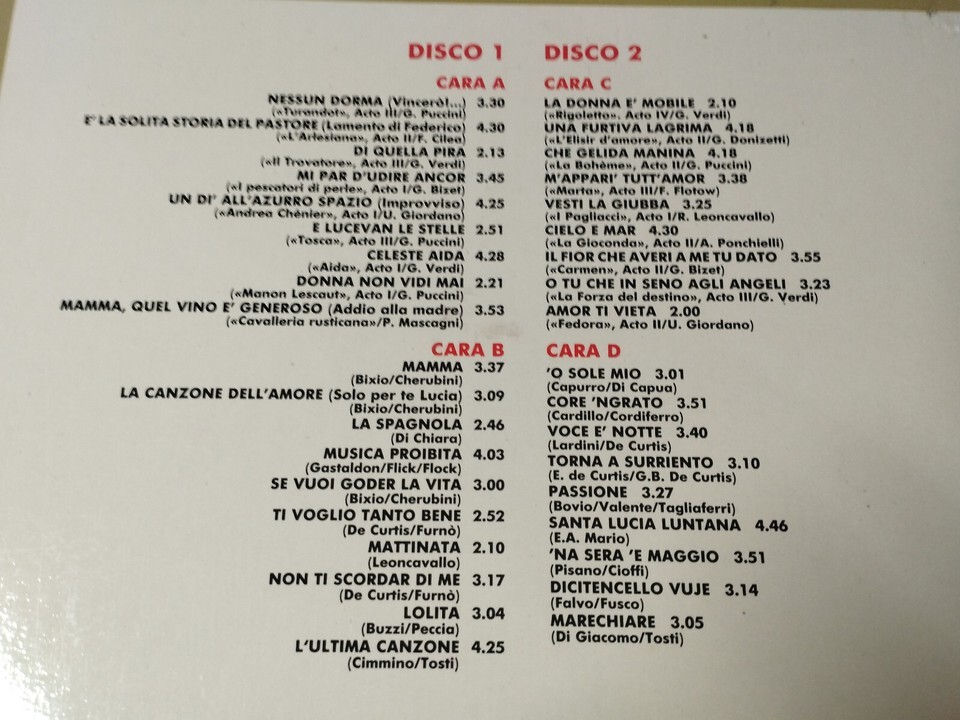 DISCO 1
CARA A
NESSUN DORMA (Vincerò!...) 3.30
(«Turandot», Acto III/G. Puccini)
E' LA SOLITA STORIA DEL PASTORE (Lamento di Federico) 4.30
(«L'Arlesiana», Acto II/F. Cilea)
DI QUELLA PIRA 2.13
(«Il Trovatore», Acto III/G. Verdi)
MI PAR D'UDIRE ANCOR 3.45
(«I pescatori di perle», Acto I/G. Bizet)
UN DI' ALL'AZURRO SPAZIO (Improvviso) 4.25
(«Andrea Chénier», Acto I/U. Giordano)
E LUCEVAN LE STELLE 2.51
(«Tosca», Acto III/G. Puccini)
CELESTE AIDA 4.28
(«Aida», Acto I/G. Verdi)
DONNA NON VIDI MAI 2.21
(«Manon Lescaut», Acto I/G. Puccini)
MAMMA, QUEL VINO E' GENEROSO (Addio alla madre) 3.53
(«Cavalleria rusticana»/P. Mascagni)
CARA B
MAMMA 3.37
(Bixio/Cherubini)
LA CANZONE DELL'AMORE (Solo per te Lucia) 3.09
(Bixio/Cherubini)
LA SPAGNOLA 2.46
(Di Chiara)
MUSICA PROIBITA 4.03
(Gastaldon/Flick/Flock)
SE VUOI GODER LA VITA 3.00
(Bixio/Cherubini)
TI VOGLIO TANTO BENE 2.52
(De Curtis/Furnò)
MATTINATA 2.10
(Leoncavallo)
NON TI SCORDAR DI ME 3.17
(De Curtis/Furnò)
LOLITA 3.04
(Buzzi/Peccia)
L'ULTIMA CANZONE 4.25
(Cimmino/Tosti)
DISCO 2
CARA C
LA DONNA E' MOBILE 2.10
(«Rigoletto», Acto IV/G. Verdi)
UNA FURTIVA LAGRIMA 4.18
(«L'Elisir d'amore», Acto II/G. Donizetti)
CHE GELIDA MANINA 4.18
(«La Bohème», Acto II/G. Puccini)
M'APPARI' TUTT'AMOR 3.38
(«Marta», Acto III/F. Flotow)
VESTI LA GIUBBA 3.25
(«I Pagliacci», Acto I/R. Leoncavallo)
CIELO E MAR 4.30
(«La Gioconda», Acto II/A. Ponchielli)
IL FIOR CHE AVERI A ME TU DATO 3.55
(«Carmen», Acto II/G. Bizet)
O TU CHE IN SENO AGLI ANGELI 3.23
(«La Forza del destino», Acto III/G. Verdi)
AMOR TI VIETA 2.00
(«Fedora», Acto II/U. Giordano)
CARA D
'O SOLE MIO 3.01
(Capurro/Di Capua)
CORE 'NGRATO 3.51
(Cardillo/Cordiferro)
VOCE E' NOTTE 3.40
(Lardini/De Curtis)
TORNA A SURRIENTO 3.10
(E. de Curtis/G.B. De Curtis)
PASSIONE 3.27
(Bovio/Valente/Tagliaferri)
SANTA LUCIA LUNTANA 4.46
(E.A. Mario)
'NA SERA 'E MAGGIO 3.51
(Pisano/Cioffi)
DICITENCELLO VUJE 3.14
(Falvo/Fusco)
MARECHIARE 3.05
(Di Giacomo/Tosti)